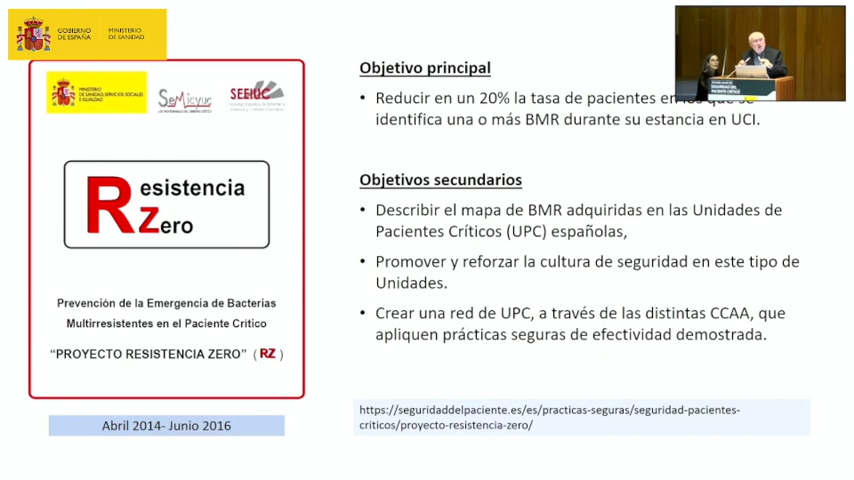 GOBIERNO
DE ESPAÑA
MINISTERIO
DE SANIDAD
MINISTERIO
DE SANIDAD, SERVICIOS SOCIALES
E IGUALDAD
SEMICYUC
SEEIUC
Resistencia
Zero
Prevención de la Emergencia de Bacterias
Multirresistentes en el Paciente Critico
“PROYECTO RESISTENCIA ZERO” ( RZ )
Abril 2014- Junio 2016
Objetivo principal
• Reducir en un 20% la tasa de pacientes en los que se
identifica una o más BMR durante su estancia en UCI.
Objetivos secundarios
• Describir el mapa de BMR adquiridas en las Unidades de
Pacientes Críticos (UPC) españolas,
• Promover y reforzar la cultura de seguridad en este tipo de
Unidades.
• Crear una red de UPC, a través de las distintas CCAA, que
apliquen prácticas seguras de efectividad demostrada.
https://seguridaddelpaciente.es/es/practicas-seguras/seguridad-pacientes-
criticos/proyecto-resistencia-zero/
SEGURIDAD DEL
PACIENTE CRÍTICO